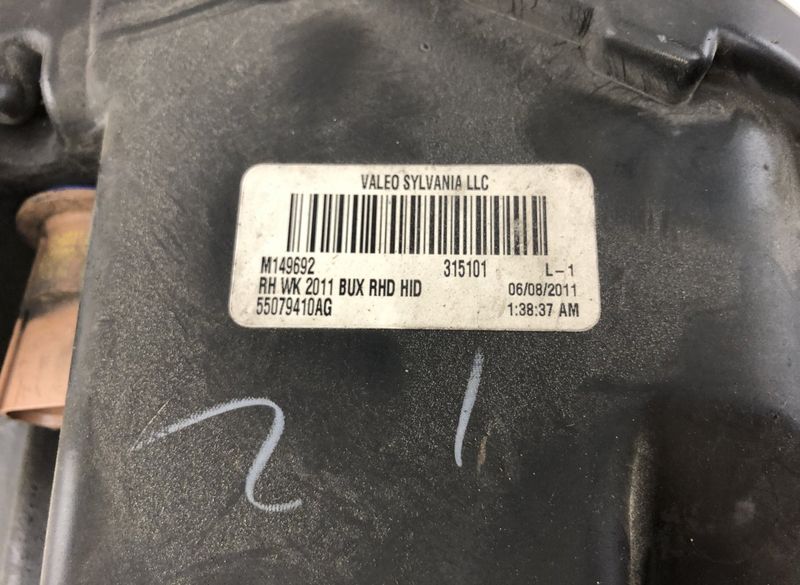 VALEO SYLVANIA LLC
M149692 315101 L-1
RH WK 2011 BUX RHD HID 06/08/2011
55079410AG 1:38:37 AM
2 1